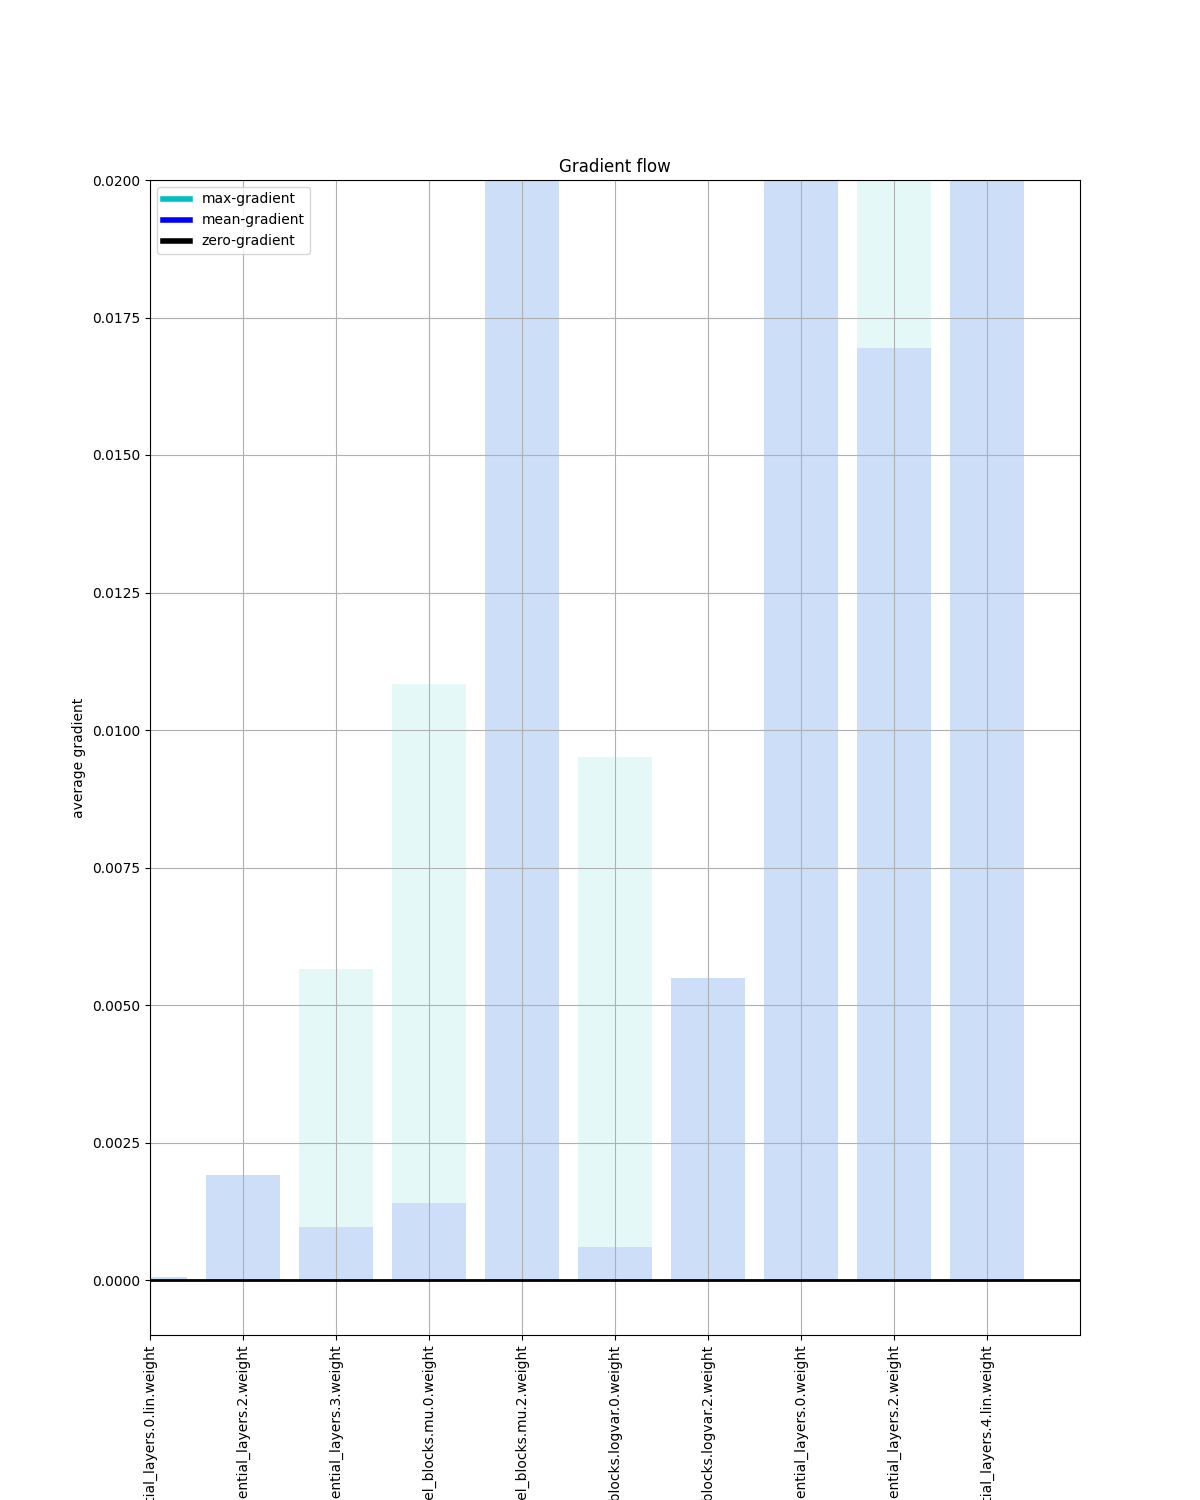 Gradient flow
max-gradient
mean-gradient
zero-gradient
0.0200
0.0175
0.0150
0.0125
0.0100
0.0075
0.0050
0.0025
0.0000
average gradient
tial_layers.0.lin.weight
ential_layers.2.weight
ential_layers.3.weight
el_blocks.mu.0.weight
el_blocks.mu.2.weight
blocks.logvar.0.weight
blocks.logvar.2.weight
ential_layers.0.weight
ential_layers.2.weight
tial_layers.4.lin.weight